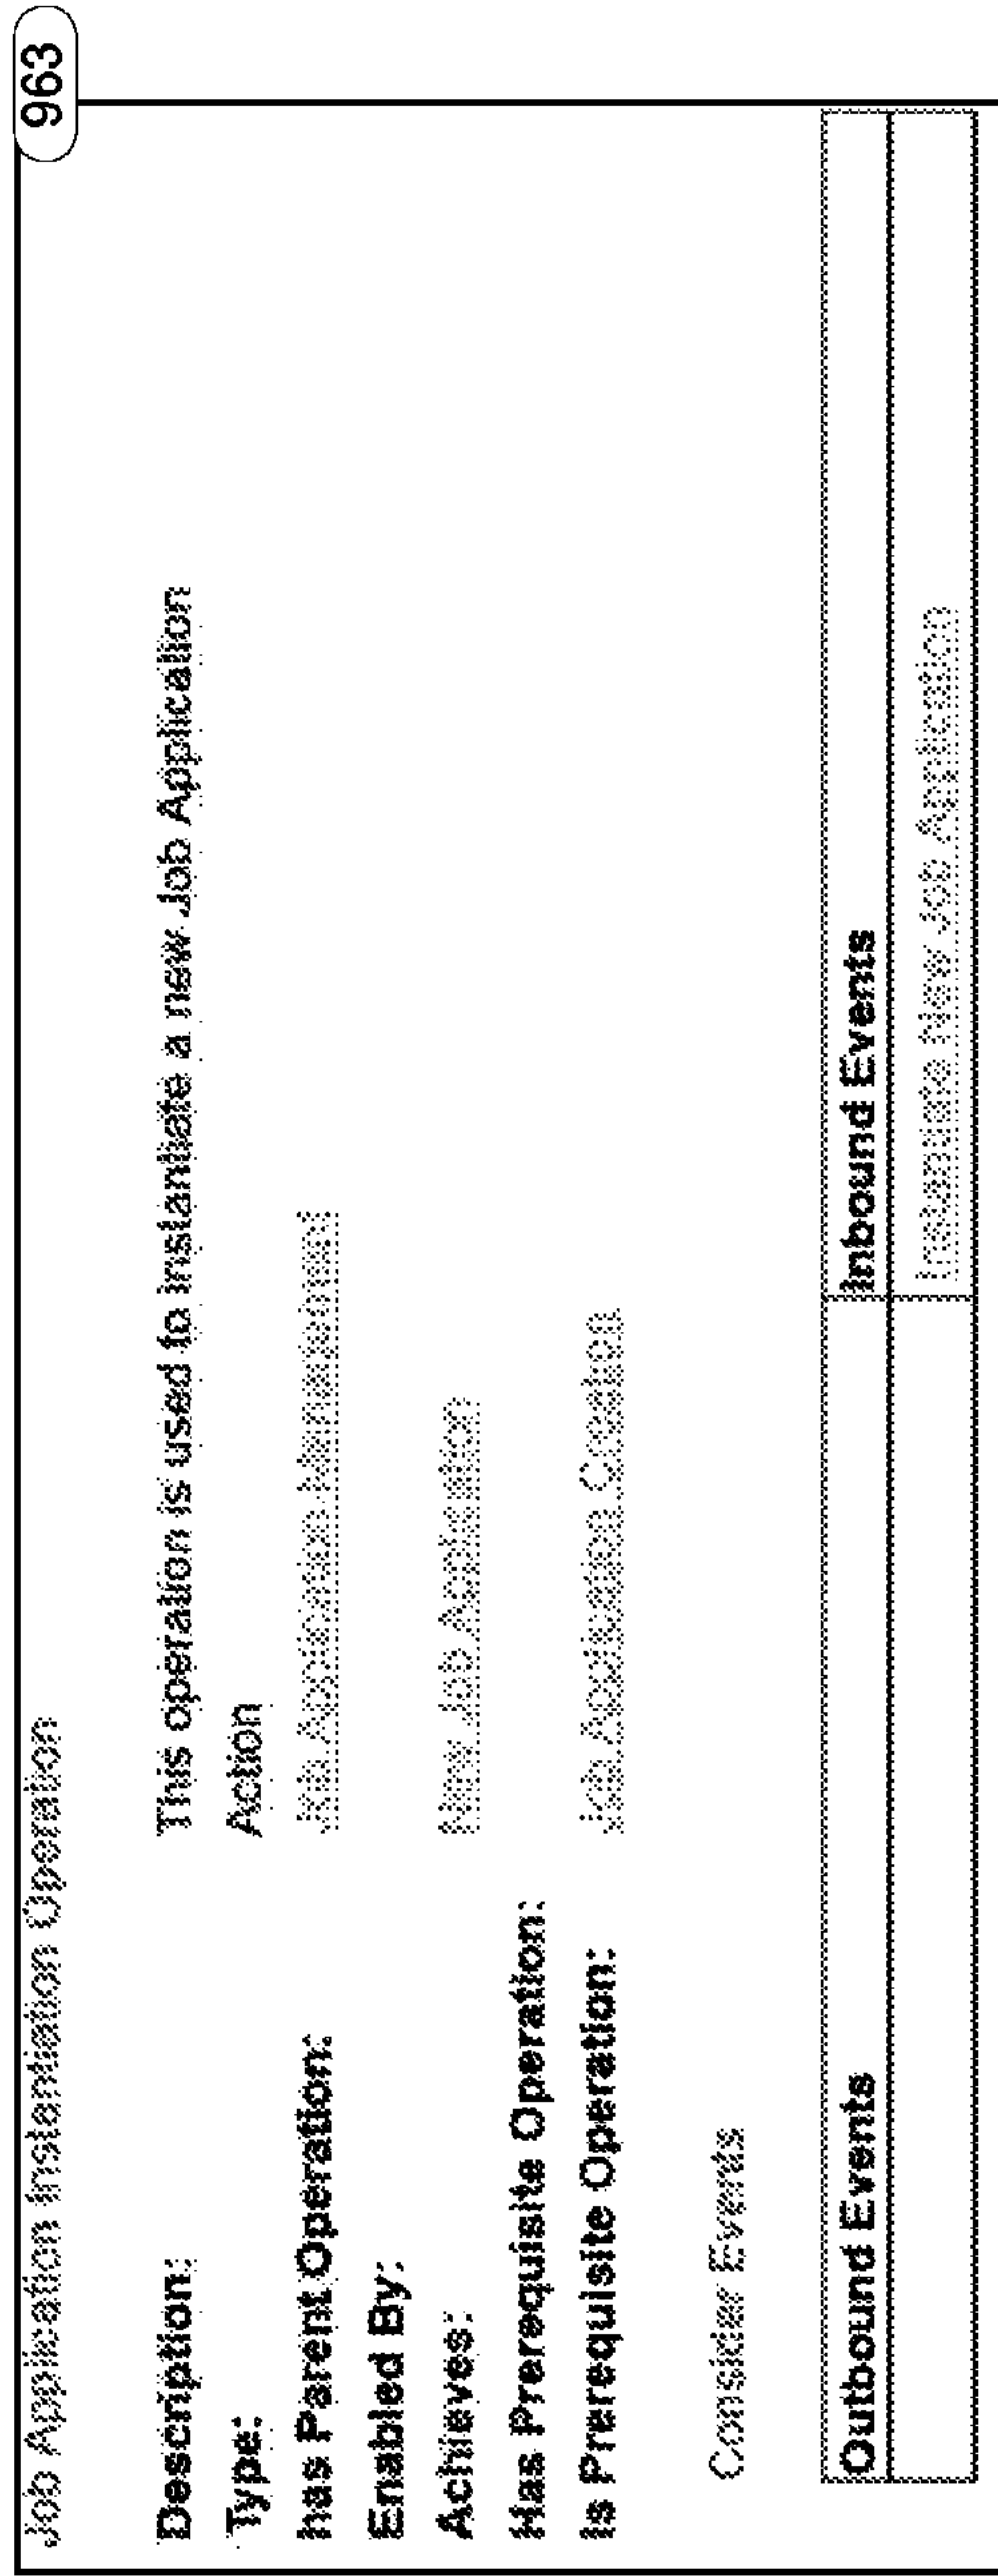 963
Job Application Instantiation Operation
Description: This operation is used to instantiate a new Job Application
Type: Action
has Parent Operation: Job Application Management
Enabled By:
Achieves: New Job Application
Has Prerequisite Operation:
Is Prerequisite Operation: Job Application Creation
Consider Events
Outbound Events Inbound Events
Instantiate New Job Application